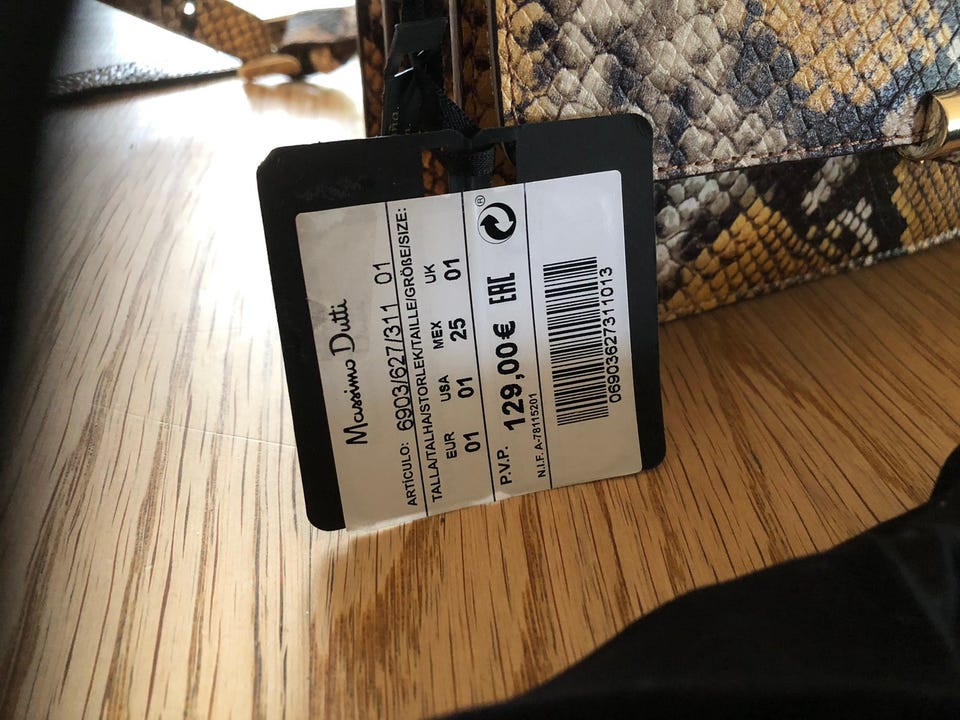 Massimo Dutti
ARTÍCULO: 6903/627/311 01
TALLA/TALHA/STORLEK/TAILLE/GRÖßE/SIZE:
EUR USA MEX UK
01 01 25 01
P.V.P. 129,00€ EAC
®
N.I.F. A-78115201
06903627311013